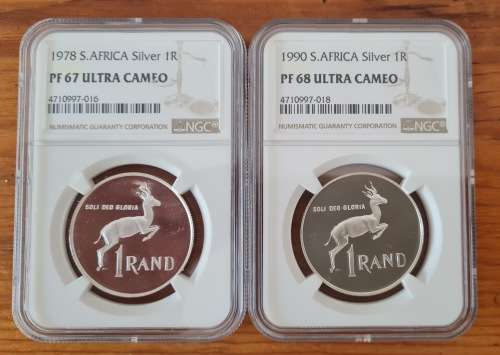 1978 S.AFRICA Silver 1R
PF 67 ULTRA CAMEO
4710997-016
NUMISMATIC GUARANTY CORPORATION
NGC®
SOLI DEO GLORIA
1 RAND
1990 S.AFRICA Silver 1R
PF 68 ULTRA CAMEO
4710997-018
NUMISMATIC GUARANTY CORPORATION
NGC®
SOLI DEO GLORIA
1 RAND